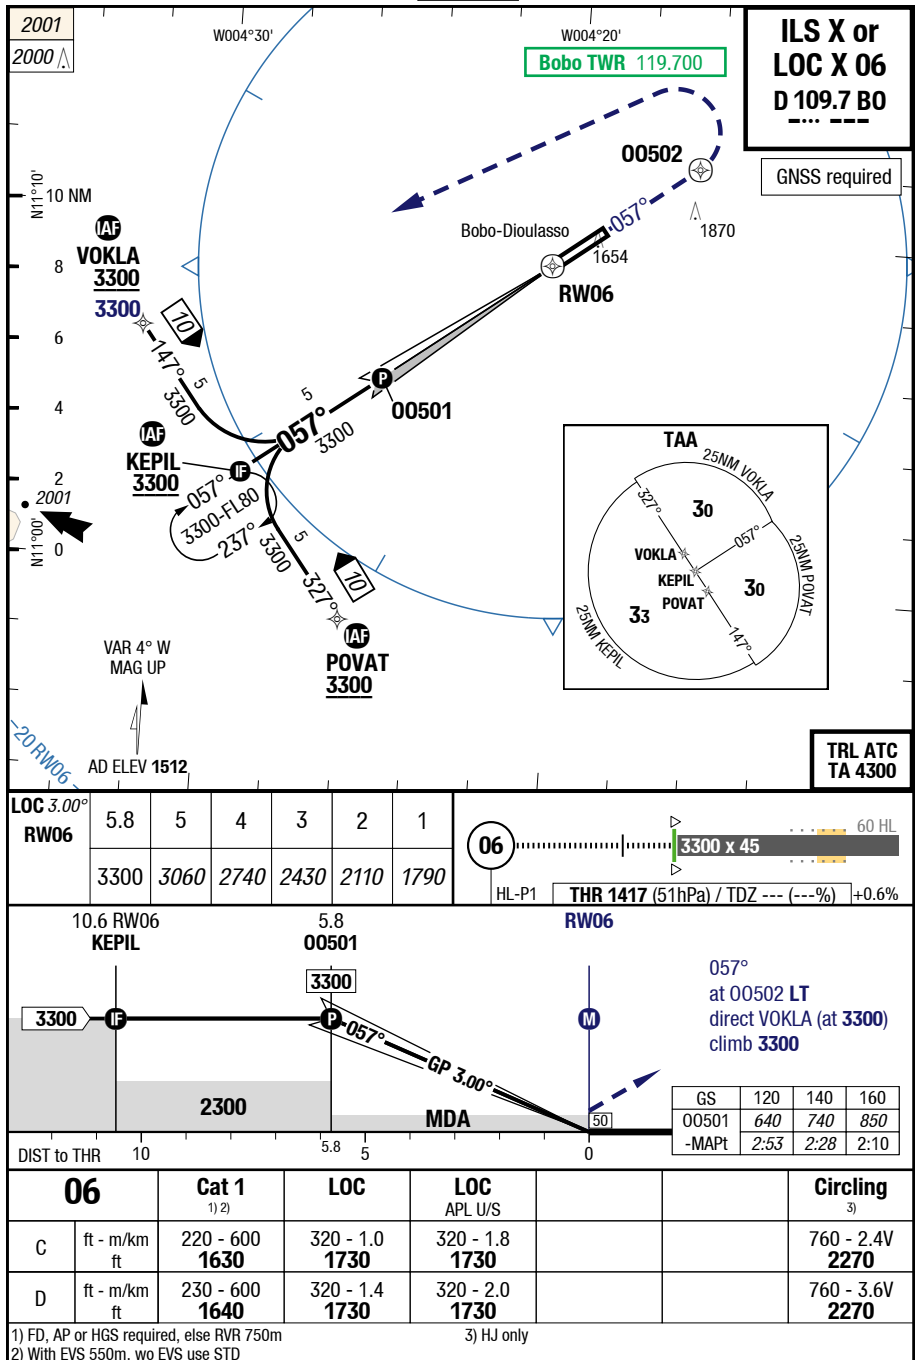 2001
2000
W004°30'
W004°20'
Bobo TWR 119.700
ILS X or
LOC X 06
D 109.7 BO
GNSS required
N11°10'
10 NM
8
6
4
2
0
N11°00'
2001
IAF
VOKLA
3300
3300
10
147°
5
3300
IAF
KEPIL
3300
IF
057°
3300-FL80
237°
5
057°
3300
P
OO501
Bobo-Dioulasso
RW06
1654
057°
OO502
1870
5
3300
327°
10
IAF
POVAT
3300
TAA
25NM VOKLA
25NM POVAT
25NM KEPIL
327°
057°
147°
30
30
33
VOKLA
KEPIL
POVAT
VAR 4° W
MAG UP
AD ELEV 1512
20 RW06
TRL ATC
TA 4300
LOC 3.00°
RW06
5.8 5 4 3 2 1
3300 3060 2740 2430 2110 1790
06
HL-P1
3300 x 45
60 HL
THR 1417 (51hPa) / TDZ --- (---%) +0.6%
10.6 RW06
KEPIL
5.8
OO501
RW06
3300
3300
IF
P
057°
GP 3.00°
M
2300
MDA
50
057°
at OO502 LT
direct VOKLA (at 3300)
climb 3300
GS 120 140 160
OO501 640 740 850
-MAPt 2:53 2:28 2:10
DIST to THR 10 5.8 5 0
06 Cat 1 LOC LOC Circling
1) 2) APL U/S 3)
C ft - m/km 220 - 600 320 - 1.0 320 - 1.8 760 - 2.4V
ft 1630 1730 1730 2270
D ft - m/km 230 - 600 320 - 1.4 320 - 2.0 760 - 3.6V
ft 1640 1730 1730 2270
1) FD, AP or HGS required, else RVR 750m 3) HJ only
2) With EVS 550m, wo EVS use STD